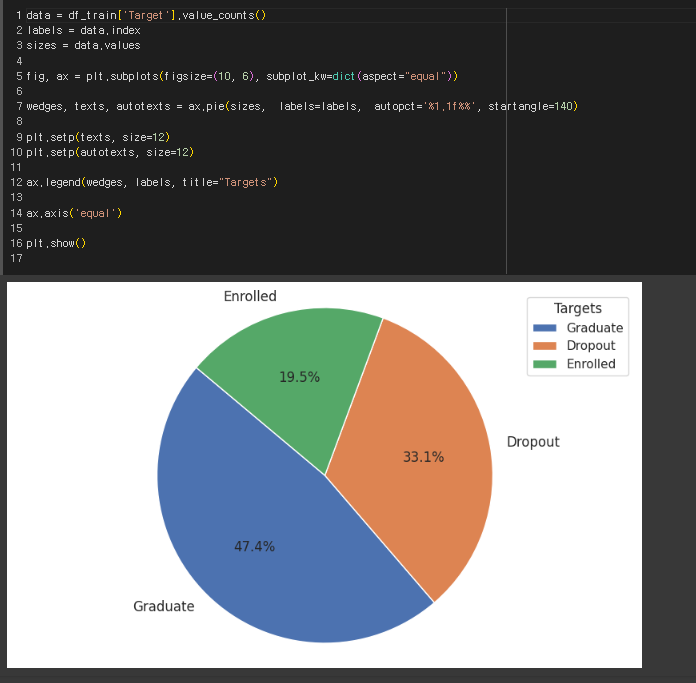 1 data = df_train['Target'].value_counts()
2 labels = data.index
3 sizes = data.values
4
5 fig, ax = plt.subplots(figsize=(10, 6), subplot_kw=dict(aspect="equal"))
6
7 wedges, texts, autotexts = ax.pie(sizes,  labels=labels,  autopct='%1.1f%%', startangle=140)
8
9 plt.setp(texts, size=12)
10 plt.setp(autotexts, size=12)
11
12 ax.legend(wedges, labels, title="Targets")
13
14 ax.axis('equal')
15
16 plt.show()
17
Enrolled
Targets
Graduate
Dropout
Enrolled
19.5%
Dropout
33.1%
47.4%
Graduate